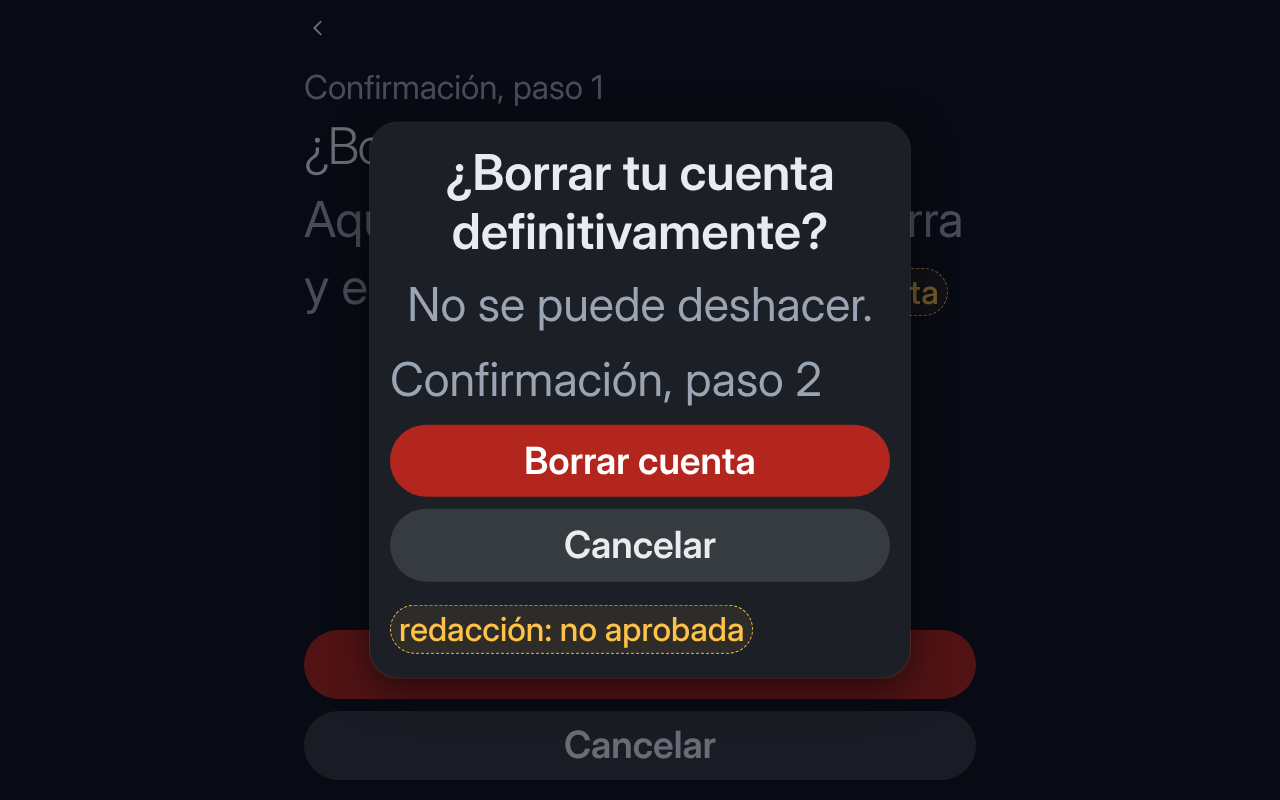 Confirmación, paso 1
¿Borrar tu cuenta
definitivamente?
No se puede deshacer.
Confirmación, paso 2
Borrar cuenta
Cancelar
redacción: no aprobada
Cancelar